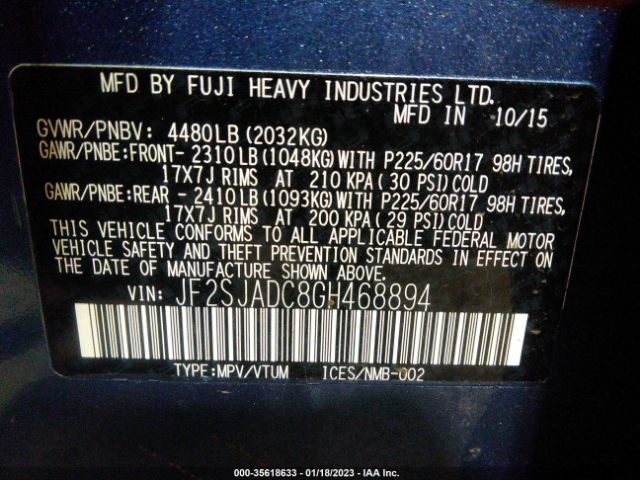 MFD BY FUJI HEAVY INDUSTRIES LTD.
MFD IN 10/15
GVWR/PNBV: 4480LB (2032KG)
GAWR/PNBE:FRONT- 2310LB (1048KG) WITH P225/60R17 98H TIRES,
17X7J RIMS AT 210 KPA (30 PSI) COLD
GAWR/PNBE:REAR - 2410LB (1093KG) WITH P225/60R17 98H TIRES,
17X7J RIMS AT 200 KPA (29 PSI) COLD
THIS VEHICLE CONFORMS TO ALL APPLICABLE FEDERAL MOTOR
VEHICLE SAFETY AND THEFT PREVENTION STANDARDS IN EFFECT ON
THE DATE OF MANUFACTURE SHOWN ABOVE.
VIN: JF2SJADC8GH468894
TYPE:MPV/VTUM ICES/NMB-002
000-35618633 - 01/18/2023 - IAA Inc.